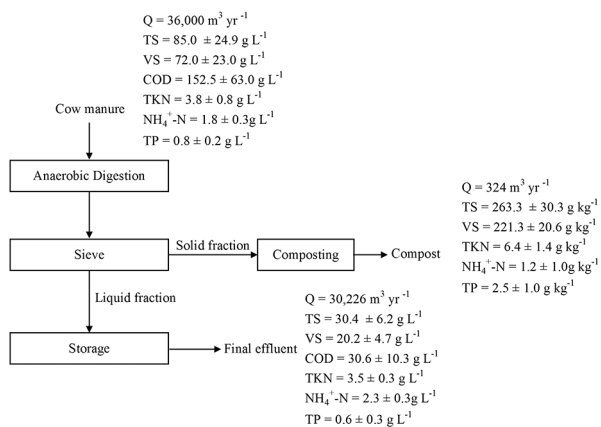 Q = 36,000 m³ yr ⁻¹
TS = 85.0 ± 24.9 g L⁻¹
VS = 72.0 ± 23.0 g L⁻¹
COD = 152.5 ± 63.0 g L⁻¹
TKN = 3.8 ± 0.8 g L⁻¹
NH₄⁺-N = 1.8 ± 0.3g L⁻¹
TP = 0.8 ± 0.2 g L⁻¹
Cow manure
Anaerobic Digestion
Sieve
Solid fraction
Composting
Compost
Q = 324 m³ yr ⁻¹
TS = 263.3 ± 30.3 g kg⁻¹
VS = 221.3 ± 20.6 g kg⁻¹
TKN = 6.4 ± 1.4 g kg⁻¹
NH₄⁺-N = 1.2 ± 1.0g kg⁻¹
TP = 2.5 ± 1.0 g kg⁻¹
Liquid fraction
Storage
Final effluent
Q = 30,226 m³ yr ⁻¹
TS = 30.4 ± 6.2 g L⁻¹
VS = 20.2 ± 4.7 g L⁻¹
COD = 30.6 ± 10.3 g L⁻¹
TKN = 3.5 ± 0.3 g L⁻¹
NH₄⁺-N = 2.3 ± 0.3g L⁻¹
TP = 0.6 ± 0.3 g L⁻¹